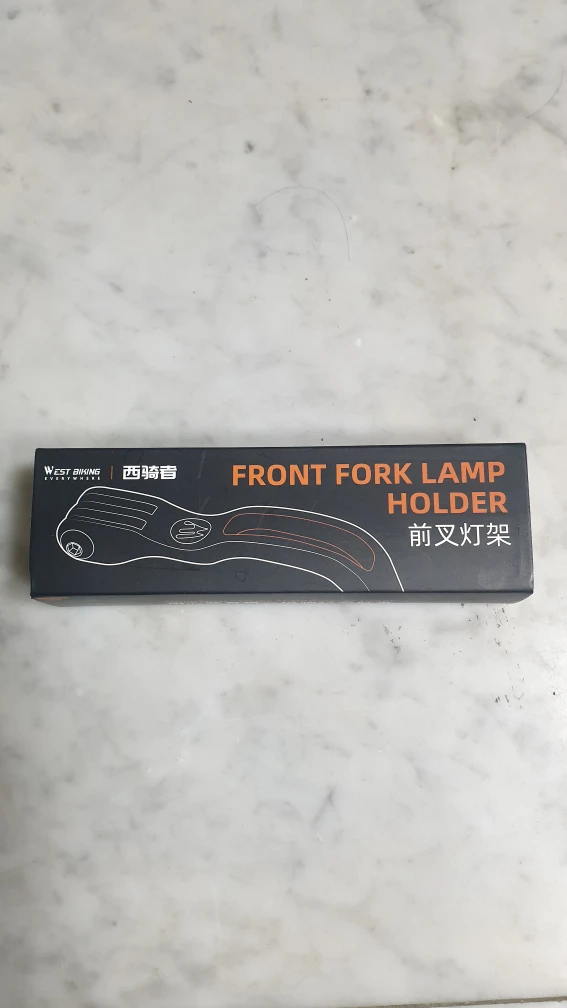 WEST BIKING
EVERYWHERE
西骑者
FRONT FORK LAMP
HOLDER
前叉灯架